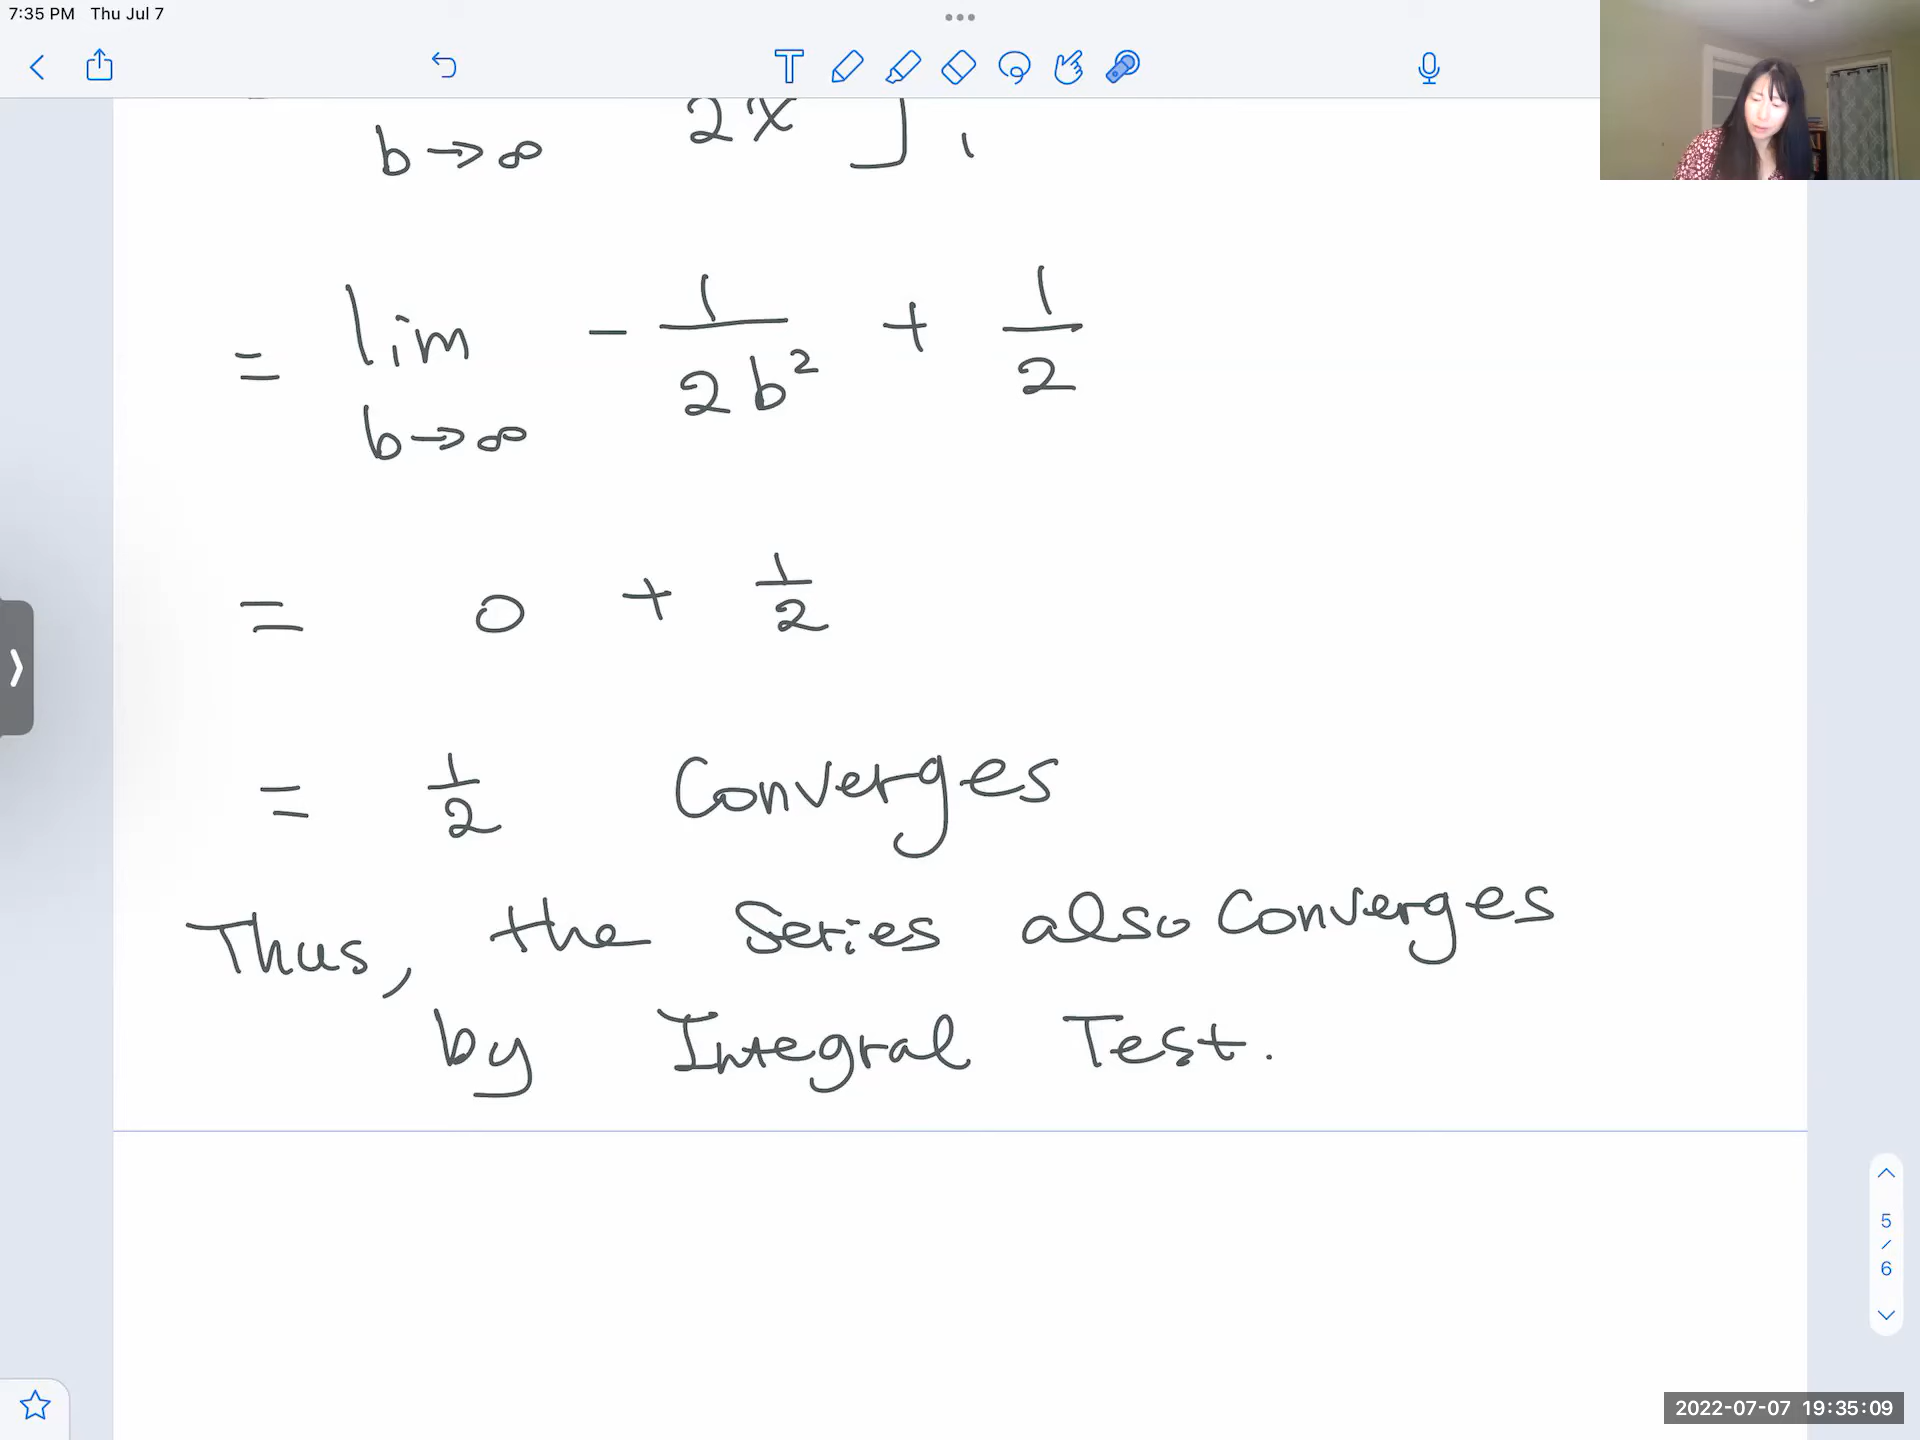 7:35 PM Thu Jul 7
b→∞ 2x ] 1
= lim - 1/2b² + 1/2
b→∞
= 0 + 1/2
= 1/2 Converges
Thus, the Series also Converges
by Integral Test.
5
/
6
2022-07-07 19:35:09